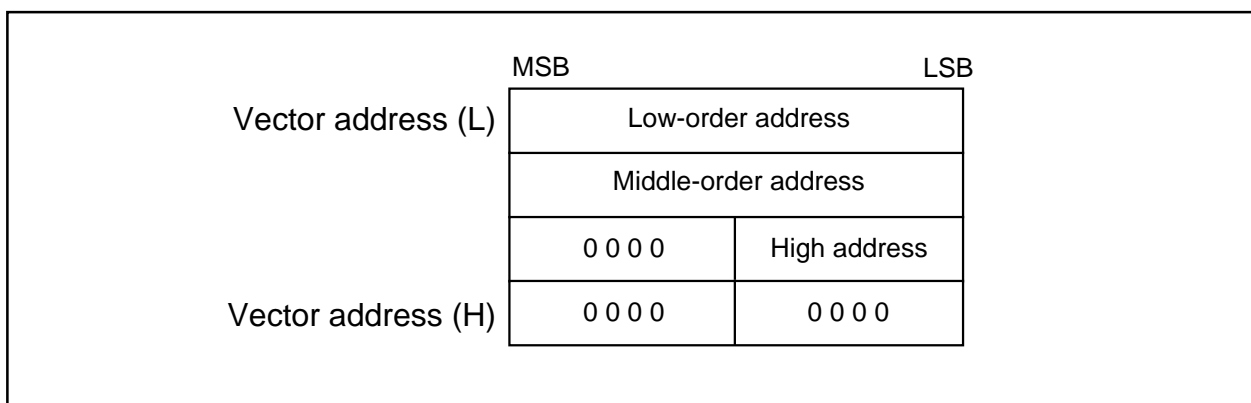 MSB LSB
Vector address (L) Low-order address
Middle-order address
0 0 0 0 High address
Vector address (H) 0 0 0 0 0 0 0 0